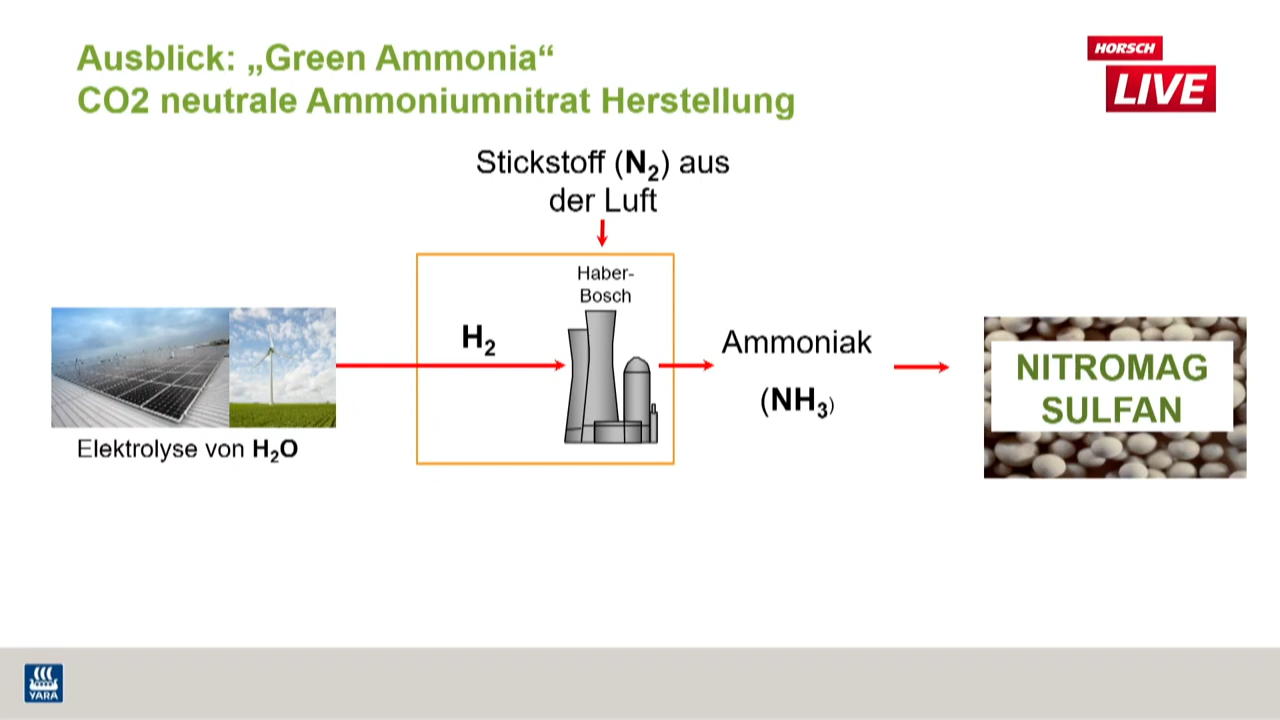 Ausblick: „Green Ammonia“
CO2 neutrale Ammoniumnitrat Herstellung
HORSCH
LIVE
Stickstoff (N₂) aus
der Luft
Haber-
Bosch
H₂
Elektrolyse von H₂O
Ammoniak
(NH₃)
NITROMAG
SULFAN
YARA